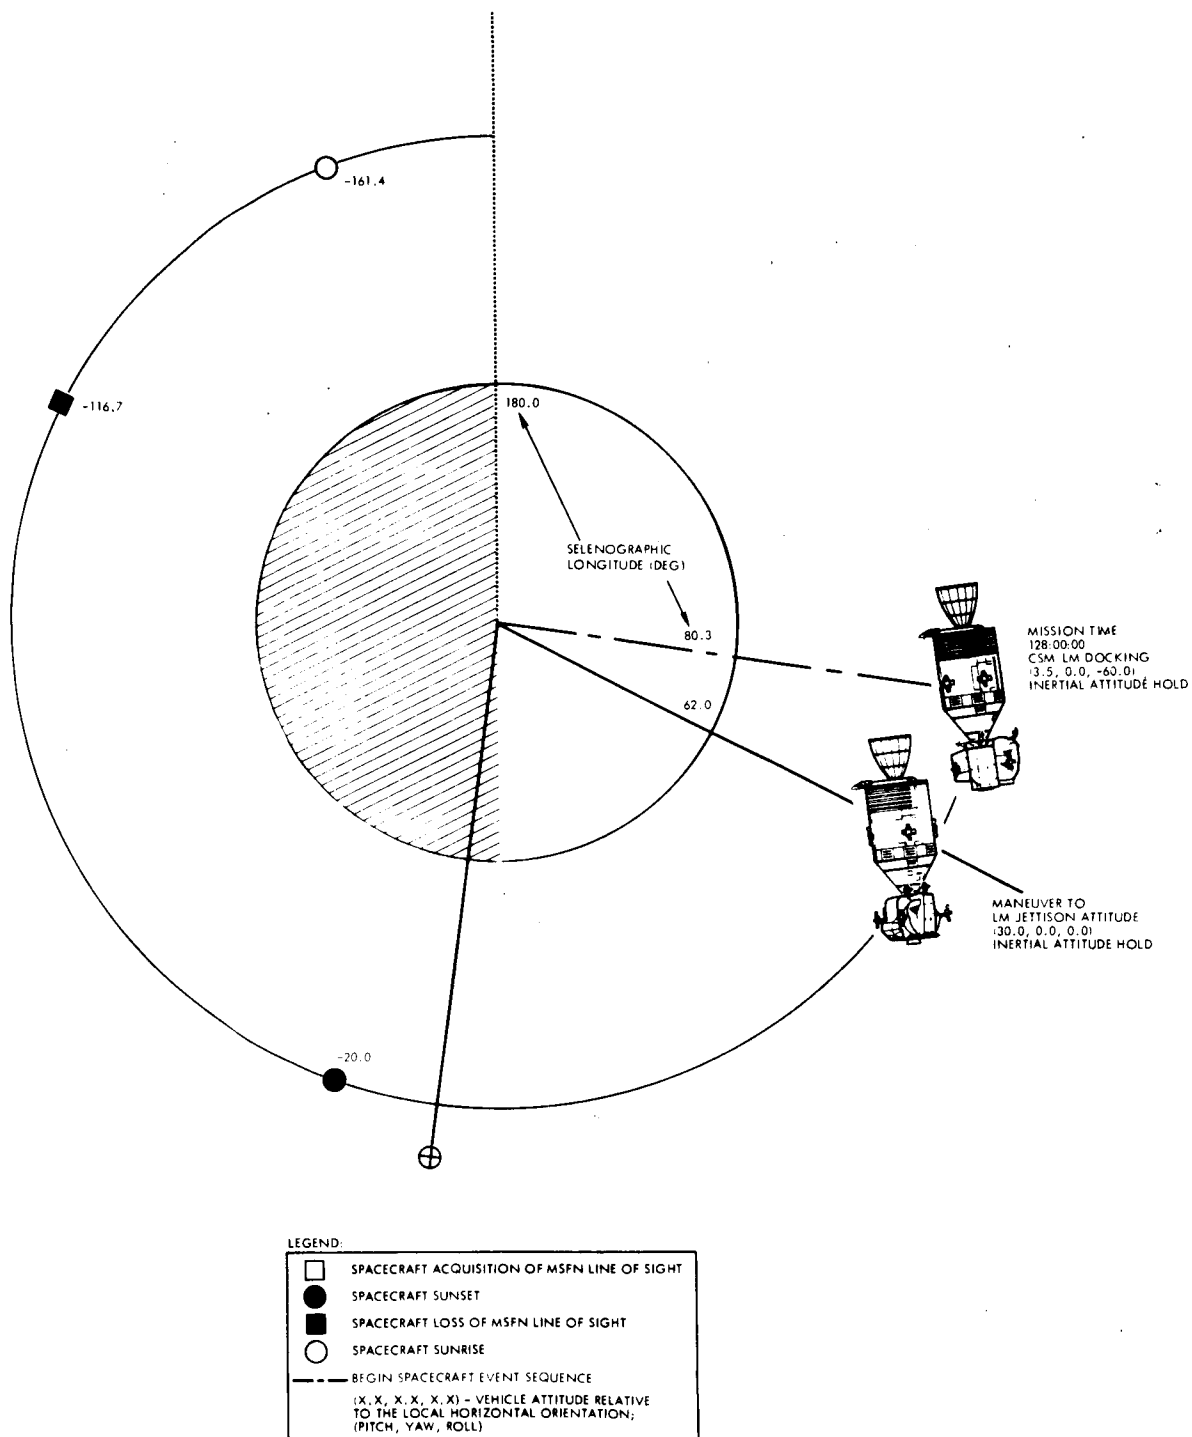 -161.4
-116.7
180.0
SELENOGRAPHIC
LONGITUDE (DEG)
80.3
62.0
MISSION TIME
128:00:00
CSM LM DOCKING
(3.5, 0.0, -60.0)
INERTIAL ATTITUDE HOLD
MANEUVER TO
LM JETTISON ATTITUDE
(30.0, 0.0, 0.0)
INERTIAL ATTITUDE HOLD
-20.0
LEGEND:
SPACECRAFT ACQUISITION OF MSFN LINE OF SIGHT
SPACECRAFT SUNSET
SPACECRAFT LOSS OF MSFN LINE OF SIGHT
SPACECRAFT SUNRISE
BEGIN SPACECRAFT EVENT SEQUENCE
(X.X, X.X, X.X) - VEHICLE ATTITUDE RELATIVE
TO THE LOCAL HORIZONTAL ORIENTATION;
(PITCH, YAW, ROLL)